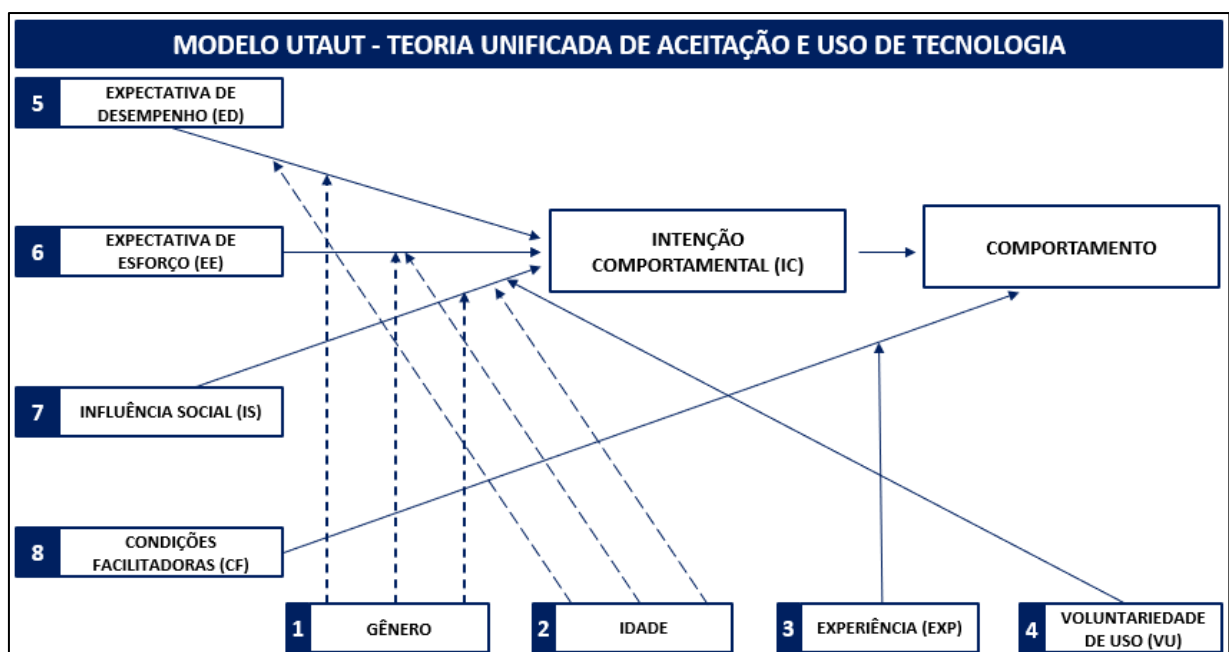 MODELO UTAUT - TEORIA UNIFICADA DE ACEITAÇÃO E USO DE TECNOLOGIA
5
EXPECTATIVA DE
DESEMPENHO (ED)
6
EXPECTATIVA DE
ESFORÇO (EE)
INTENÇÃO
COMPORTAMENTAL (IC)
COMPORTAMENTO
7
INFLUÊNCIA SOCIAL (IS)
8
CONDIÇÕES
FACILITADORAS (CF)
1
GÊNERO
2
IDADE
3
EXPERIÊNCIA (EXP)
4
VOLUNTARIEDADE
DE USO (VU)